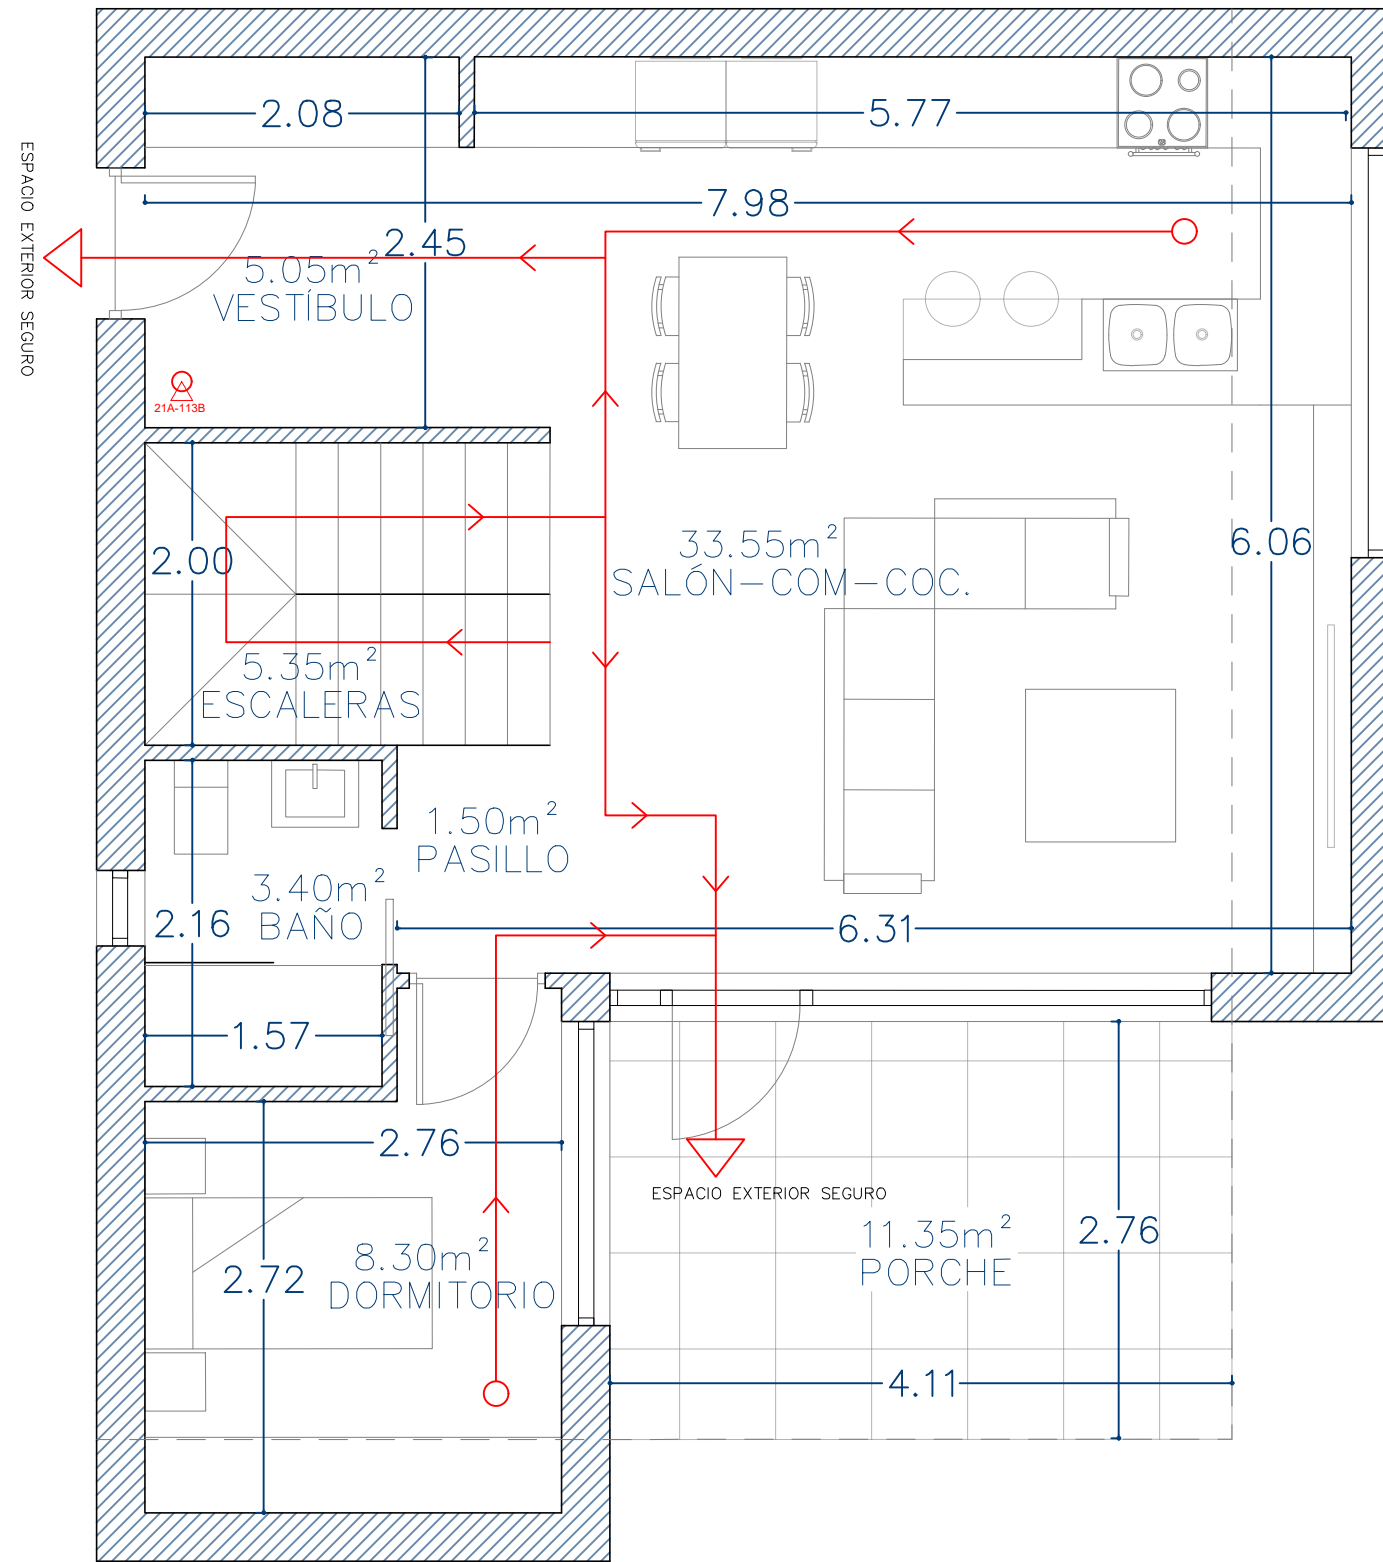 2.08
5.77
7.98
2.45
5.05m²
VESTÍBULO
ESPACIO EXTERIOR SEGURO
21A-113B
2.00
33.55m²
SALÓN-COM-COC.
6.06
5.35m²
ESCALERAS
1.50m²
PASILLO
3.40m²
BAÑO
2.16
6.31
1.57
2.76
ESPACIO EXTERIOR SEGURO
11.35m²
PORCHE
2.76
8.30m²
DORMITORIO
2.72
4.11